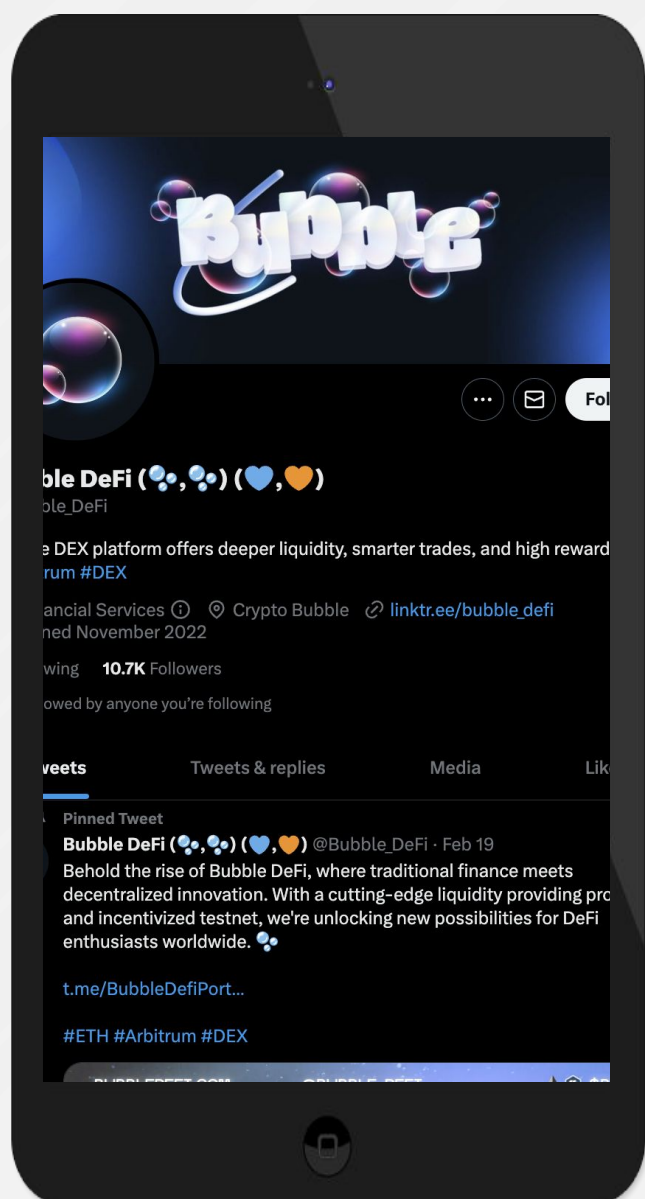 Bubble
Fol
ble DeFi (🫧,🫧) (💙,🧡)
ble_DeFi
e DEX platform offers deeper liquidity, smarter trades, and high reward
rum #DEX
ancial Services Crypto Bubble linktr.ee/bubble_defi
ned November 2022
wing 10.7K Followers
owed by anyone you're following
weets Tweets & replies Media Lik
Pinned Tweet
Bubble DeFi (🫧,🫧) (💙,🧡) @Bubble_DeFi · Feb 19
Behold the rise of Bubble DeFi, where traditional finance meets
decentralized innovation. With a cutting-edge liquidity providing pro
and incentivized testnet, we're unlocking new possibilities for DeFi
enthusiasts worldwide. 🫧
t.me/BubbleDefiPort…
#ETH #Arbitrum #DEX